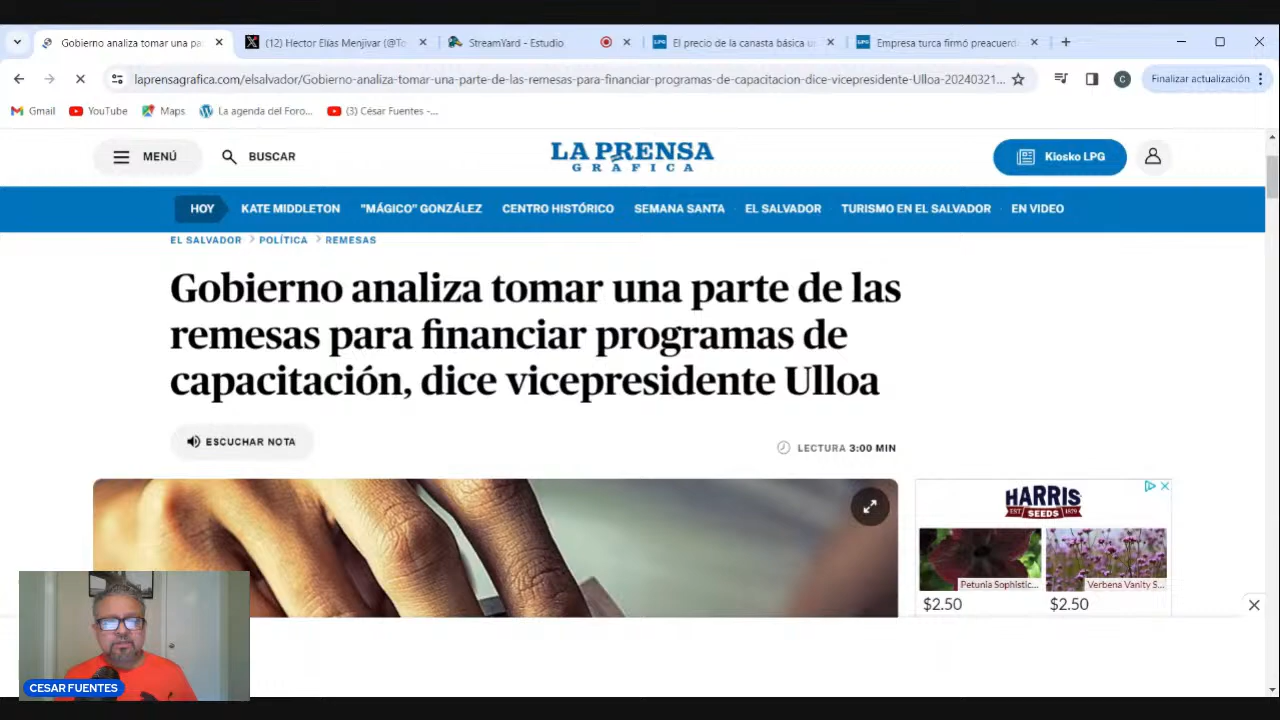 Gobierno analiza tomar una pa
(12) Hector Elías Menjivar (@To
StreamYard - Estudio
LPG El precio de la canasta básica u
LPG Empresa turca firmó preacuerd
laprensagrafica.com/elsalvador/Gobierno-analiza-tomar-una-parte-de-las-remesas-para-financiar-programas-de-capacitacion-dice-vicepresidente-Ulloa-20240321...
C
Finalizar actualización
Gmail
YouTube
Maps
La agenda del Foro...
(3) César Fuentes -...
MENÚ
BUSCAR
LA PRENSA
GRÁFICA
Kiosko LPG
HOY
KATE MIDDLETON
"MÁGICO" GONZÁLEZ
CENTRO HISTÓRICO
SEMANA SANTA
EL SALVADOR
TURISMO EN EL SALVADOR
EN VIDEO
EL SALVADOR > POLÍTICA > REMESAS
Gobierno analiza tomar una parte de las
remesas para financiar programas de
capacitación, dice vicepresidente Ulloa
ESCUCHAR NOTA
LECTURA 3:00 MIN
HARRIS
EST SEEDS 1879
Petunia Sophistic...
Verbena Vanity S...
$2.50
$2.50
CESAR FUENTES